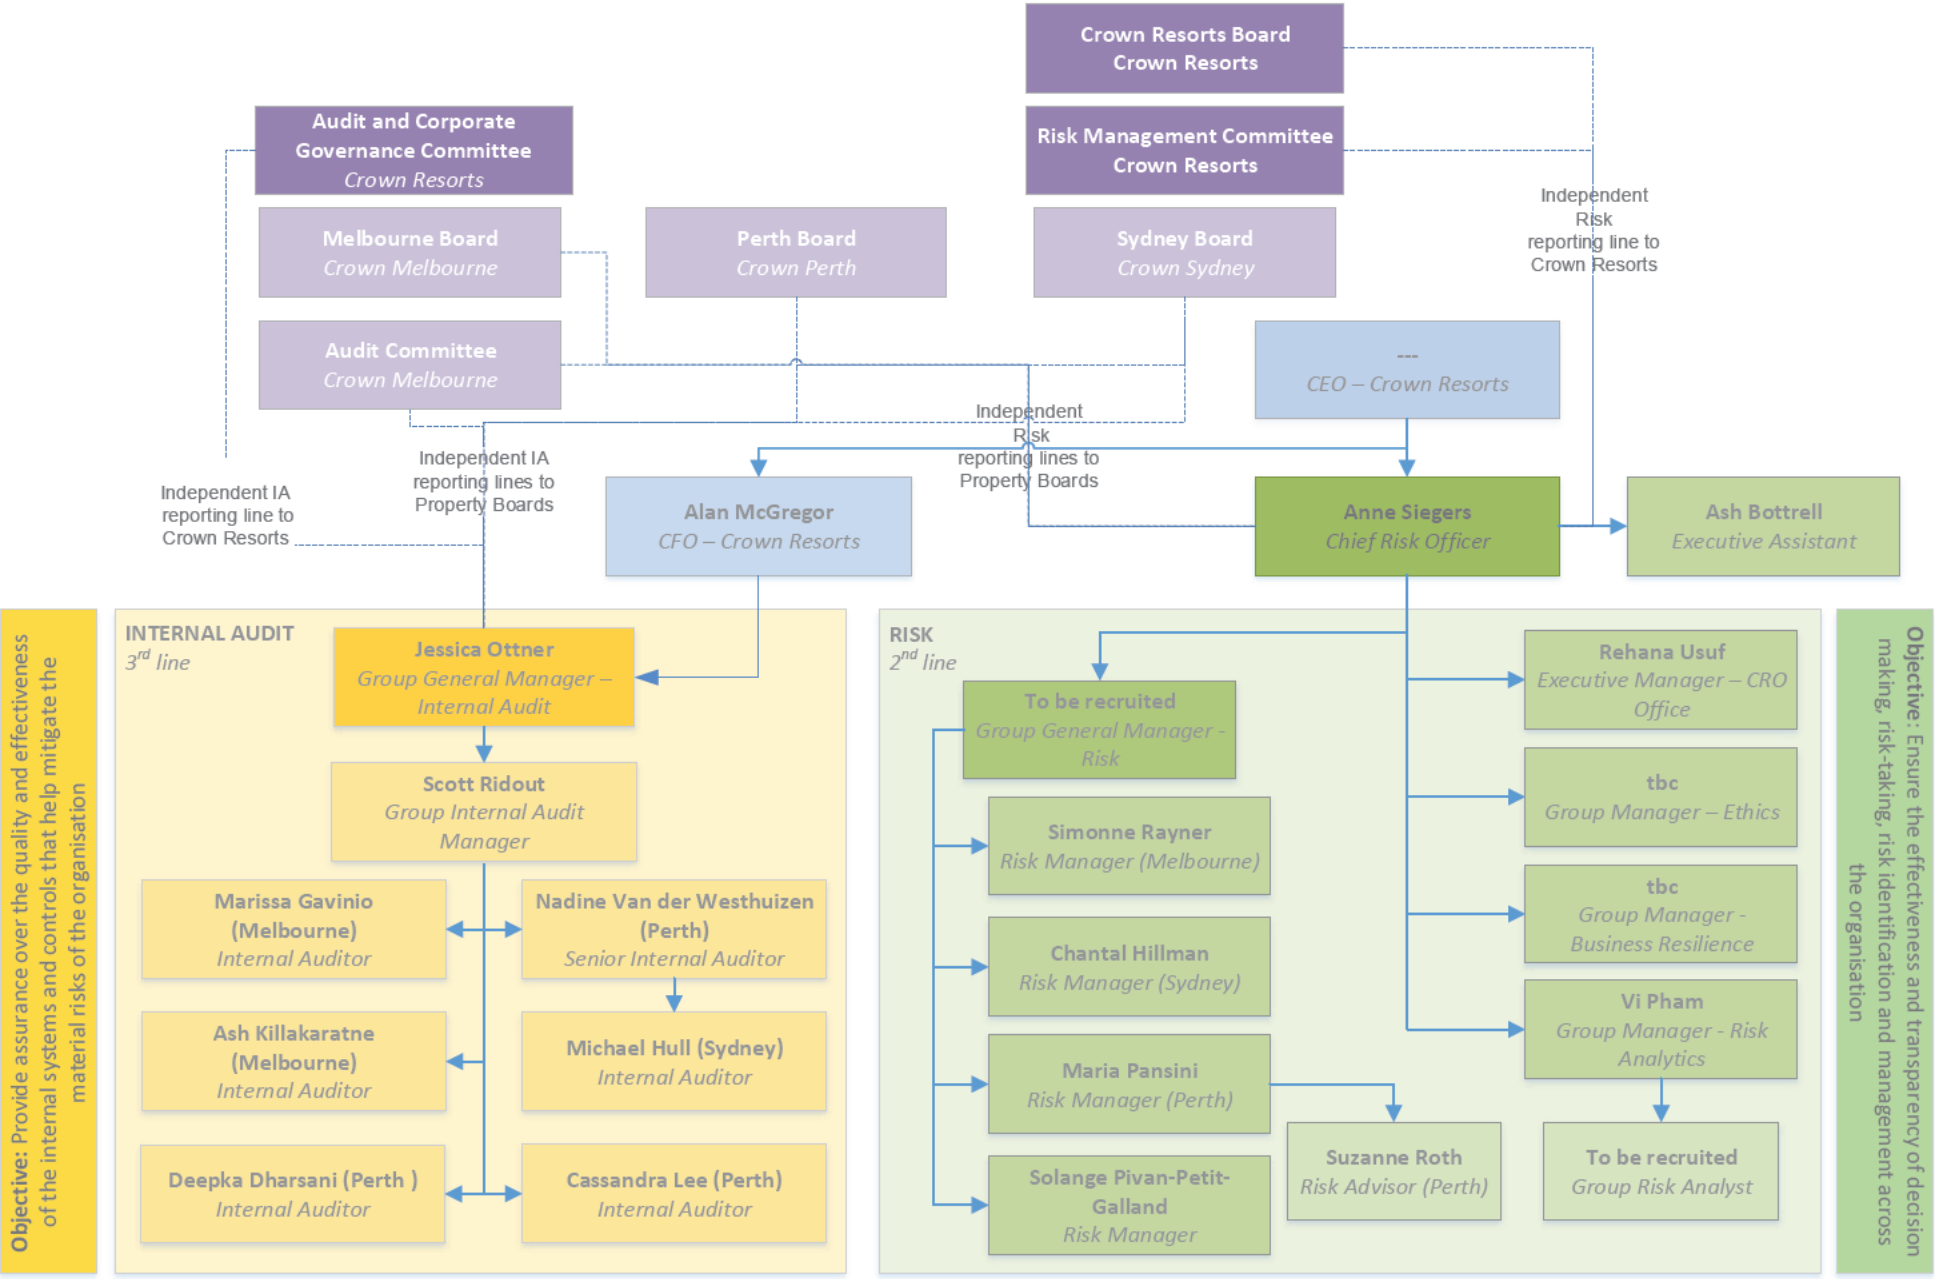 Crown Resorts Board
Crown Resorts
Audit and Corporate
Governance Committee
Crown Resorts
Risk Management Committee
Crown Resorts
Independent
Risk
reporting line to
Crown Resorts
Melbourne Board
Crown Melbourne
Perth Board
Crown Perth
Sydney Board
Crown Sydney
Audit Committee
Crown Melbourne
---
CEO – Crown Resorts
Independent
Risk
reporting lines to
Property Boards
Independent IA
reporting lines to
Property Boards
Independent IA
reporting line to
Crown Resorts
Alan McGregor
CFO – Crown Resorts
Anne Siegers
Chief Risk Officer
Ash Bottrell
Executive Assistant
Objective: Provide assurance over the quality and effectiveness
of the internal systems and controls that help mitigate the
material risks of the organisation
INTERNAL AUDIT
3rd line
Jessica Ottner
Group General Manager –
Internal Audit
Scott Ridout
Group Internal Audit
Manager
Marissa Gavinio
(Melbourne)
Internal Auditor
Nadine Van der Westhuizen
(Perth)
Senior Internal Auditor
Ash Killakaratne
(Melbourne)
Internal Auditor
Michael Hull (Sydney)
Internal Auditor
Deepka Dharsani (Perth )
Internal Auditor
Cassandra Lee (Perth)
Internal Auditor
RISK
2nd line
To be recruited
Group General Manager -
Risk
Simonne Rayner
Risk Manager (Melbourne)
Chantal Hillman
Risk Manager (Sydney)
Maria Pansini
Risk Manager (Perth)
Solange Pivan-Petit-
Galland
Risk Manager
Suzanne Roth
Risk Advisor (Perth)
Rehana Usuf
Executive Manager – CRO
Office
tbc
Group Manager – Ethics
tbc
Group Manager -
Business Resilience
Vi Pham
Group Manager - Risk
Analytics
To be recruited
Group Risk Analyst
Objective: Ensure the effectiveness and transparency of decision
making, risk-taking, risk identification and management across
the organisation